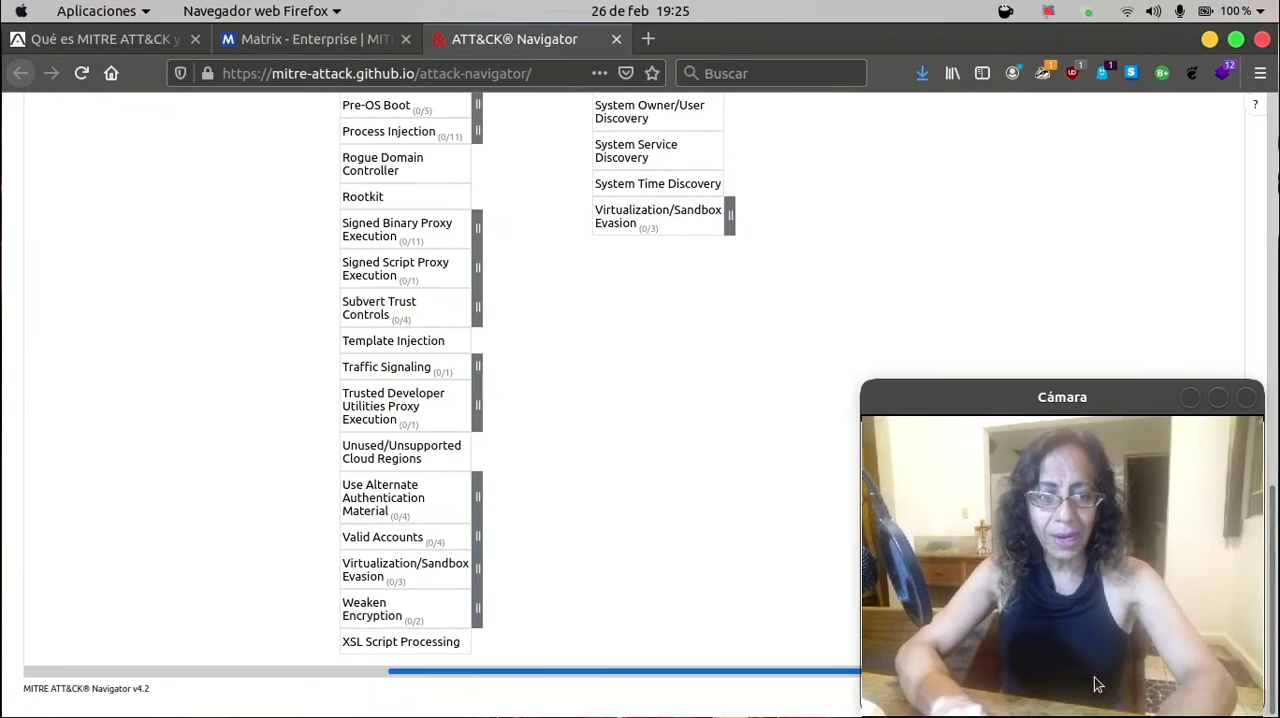 Aplicaciones
Navegador web Firefox
26 de feb 19:25
100 %
Qué es MITRE ATT&CK y
Matrix - Enterprise | MIT
ATT&CK® Navigator
https://mitre-attack.github.io/attack-navigator/
Buscar
1
1
12
?
Pre-OS Boot (0/5)
Process Injection (0/11)
Rogue Domain
Controller
Rootkit
Signed Binary Proxy
Execution (0/11)
Signed Script Proxy
Execution (0/1)
Subvert Trust
Controls (0/4)
Template Injection
Traffic Signaling (0/1)
Trusted Developer
Utilities Proxy
Execution (0/1)
Unused/Unsupported
Cloud Regions
Use Alternate
Authentication
Material (0/4)
Valid Accounts (0/4)
Virtualization/Sandbox
Evasion (0/3)
Weaken
Encryption (0/2)
XSL Script Processing
System Owner/User
Discovery
System Service
Discovery
System Time Discovery
Virtualization/Sandbox
Evasion (0/3)
Cámara
MITRE ATT&CK® Navigator v4.2